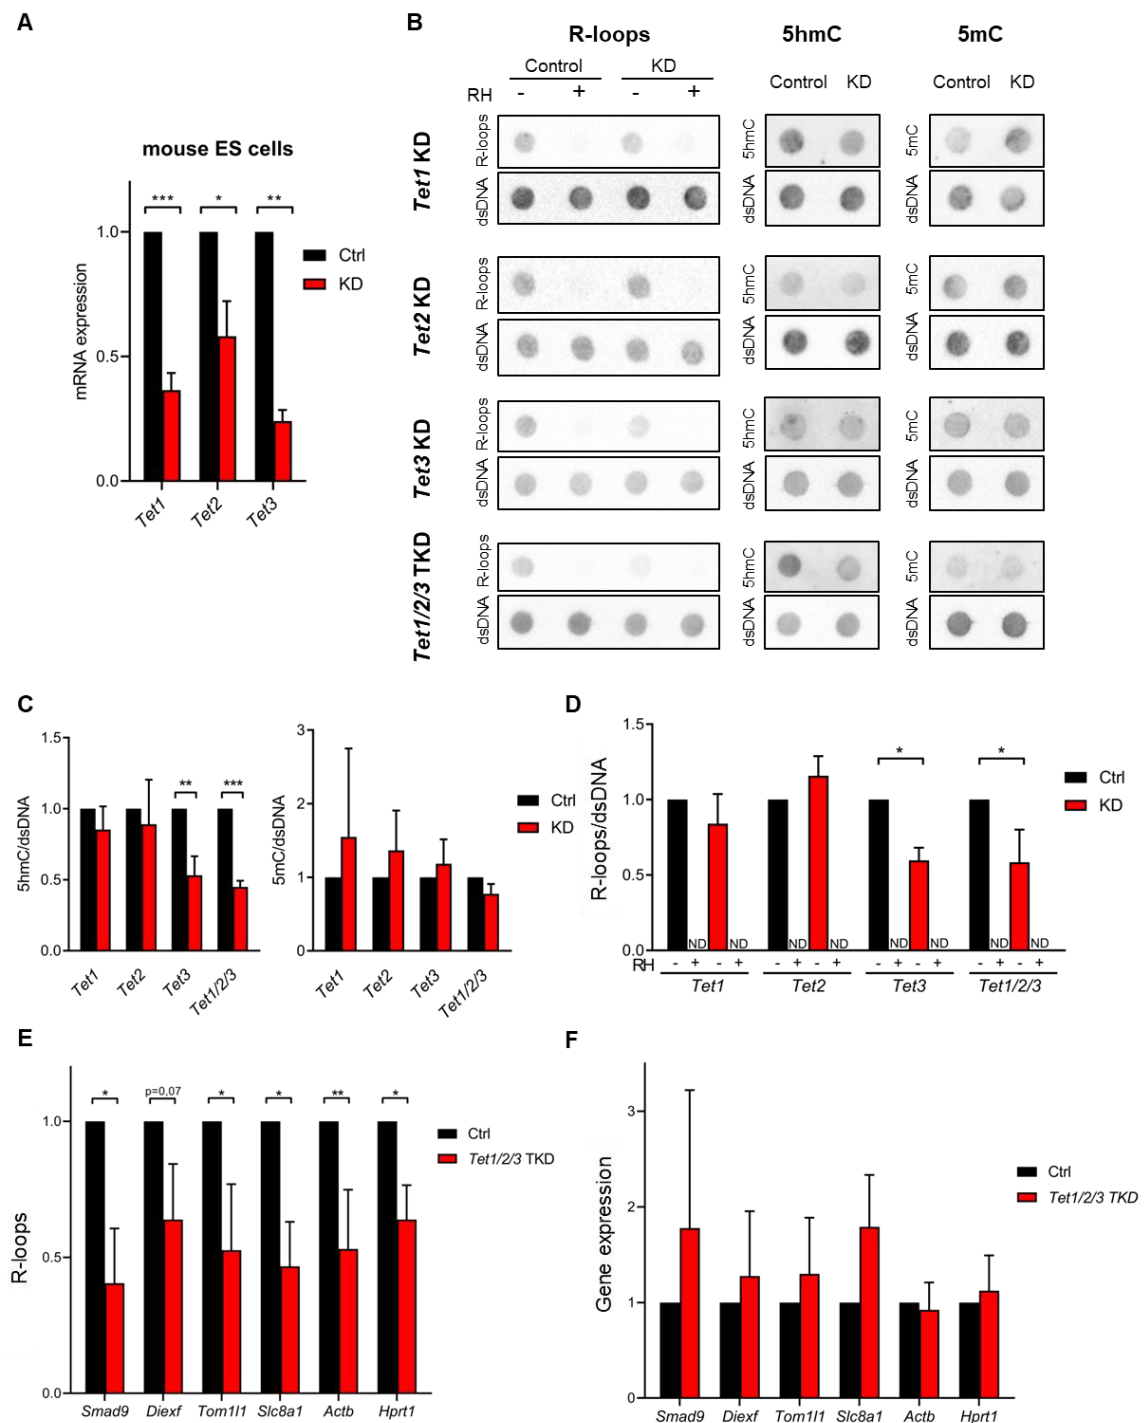 A
mouse ES cells
*** * **
1.0
0.5
0.0
mRNA expression
Tet1 Tet2 Tet3
Ctrl
KD
B
R-loops 5hmC 5mC
Control KD Control KD Control KD
RH - + - +
Tet1 KD
R-loops 5hmC 5mC
dsDNA dsDNA dsDNA
Tet2 KD
R-loops 5hmC 5mC
dsDNA dsDNA dsDNA
Tet3 KD
R-loops 5hmC 5mC
dsDNA dsDNA dsDNA
Tet1/2/3 TKD
R-loops 5hmC 5mC
dsDNA dsDNA dsDNA
C
1.5
1.0
0.5
0.0
5hmC/dsDNA
** ***
Tet1 Tet2 Tet3 Tet1/2/3
3
2
1
0
5mC/dsDNA
Tet1 Tet2 Tet3 Tet1/2/3
Ctrl
KD
D
1.5
1.0
0.5
0.0
R-loops/dsDNA
* *
ND ND ND ND ND ND ND ND
RH - + - + - + - + - + - + - + - +
Tet1 Tet2 Tet3 Tet1/2/3
Ctrl
KD
E
* p=0,07 * * ** *
1.0
0.5
0.0
R-loops
Smad9 Diexf Tom1l1 Slc8a1 Actb Hprt1
Ctrl
Tet1/2/3 TKD
F
3
2
1
0
Gene expression
Smad9 Diexf Tom1l1 Slc8a1 Actb Hprt1
Ctrl
Tet1/2/3 TKD